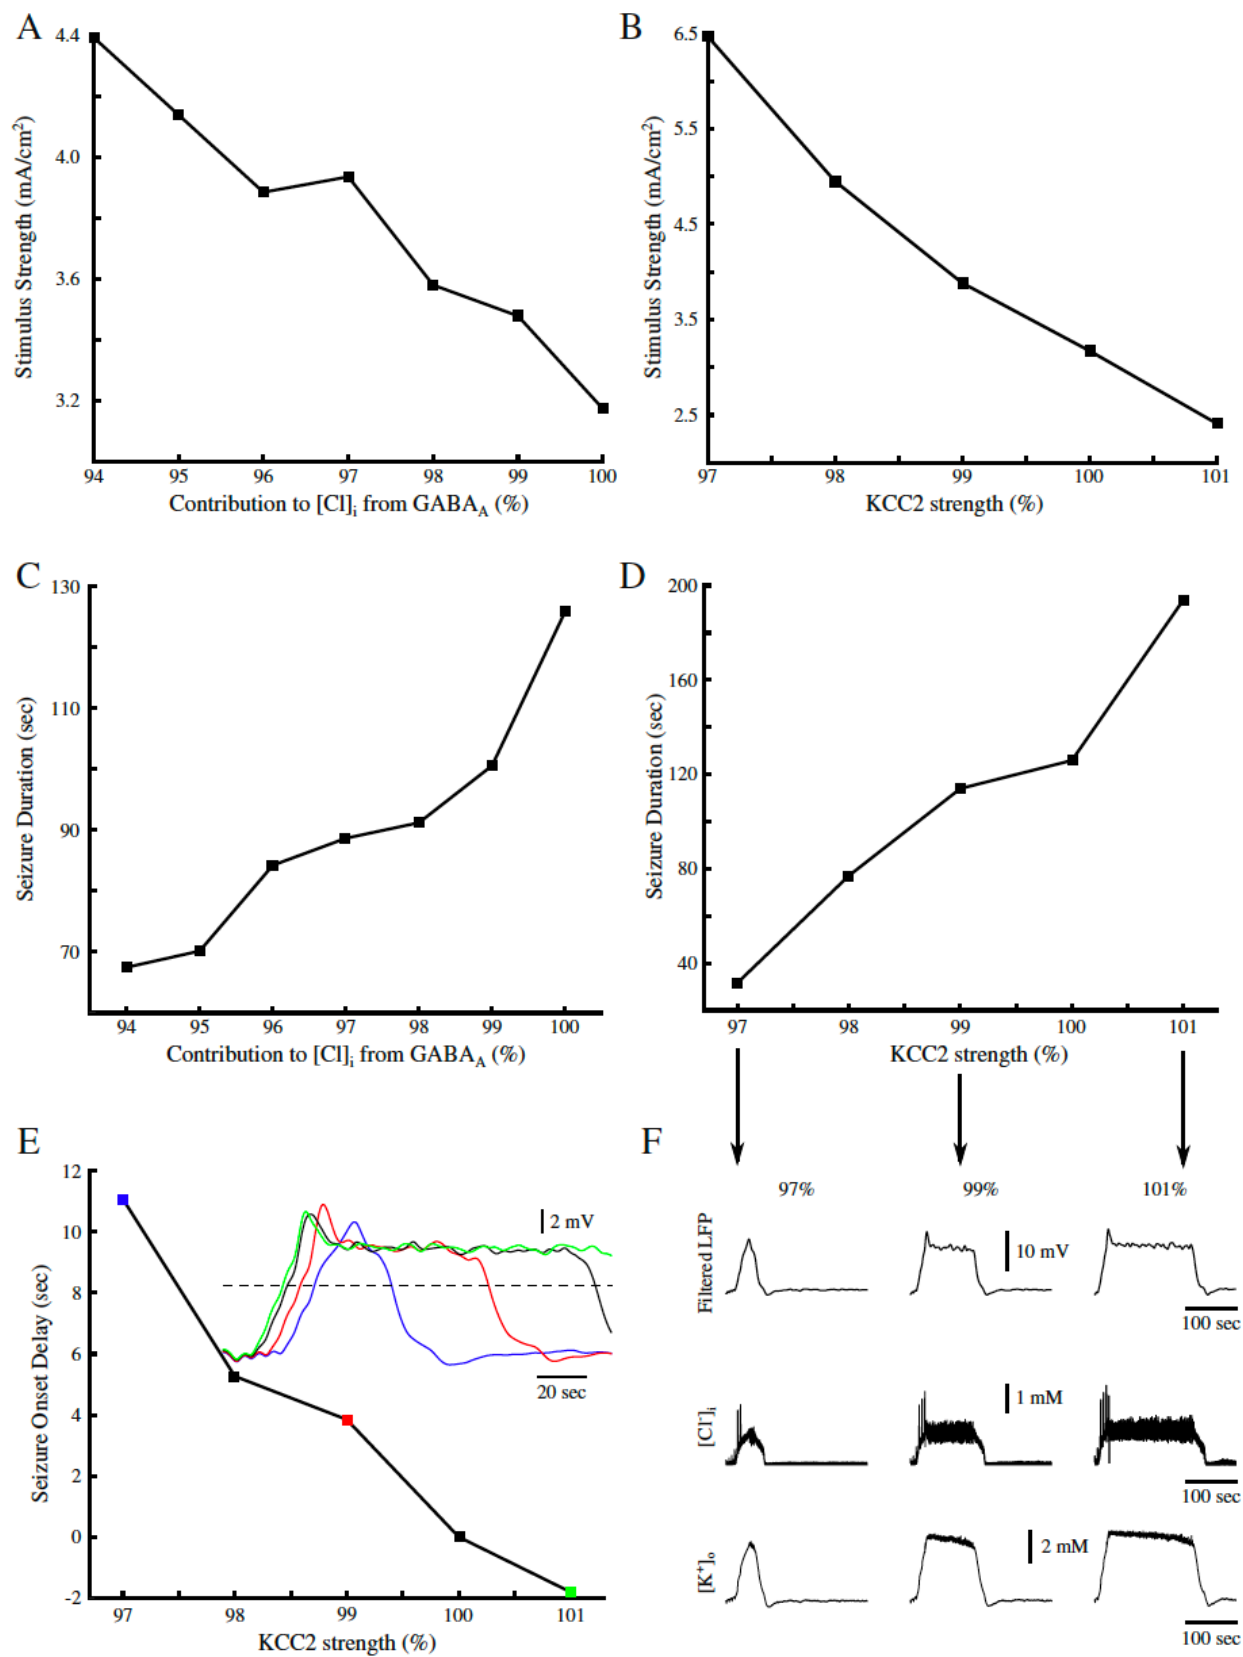 A
4.4
4.0
3.6
3.2
Stimulus Strength (mA/cm²)
94 95 96 97 98 99 100
Contribution to [Cl]ᵢ from GABA_A (%)
B
6.5
5.5
4.5
3.5
2.5
Stimulus Strength (mA/cm²)
97 98 99 100 101
KCC2 strength (%)
C
130
110
90
70
Seizure Duration (sec)
94 95 96 97 98 99 100
Contribution to [Cl]ᵢ from GABA_A (%)
D
200
160
120
80
40
Seizure Duration (sec)
97 98 99 100 101
KCC2 strength (%)
E
12
10
8
6
4
2
0
-2
Seizure Onset Delay (sec)
2 mV
20 sec
97 98 99 100 101
KCC2 strength (%)
F
97% 99% 101%
Filtered LFP
10 mV
100 sec
[Cl⁻]ᵢ
1 mM
100 sec
[K⁺]ₒ
2 mM
100 sec